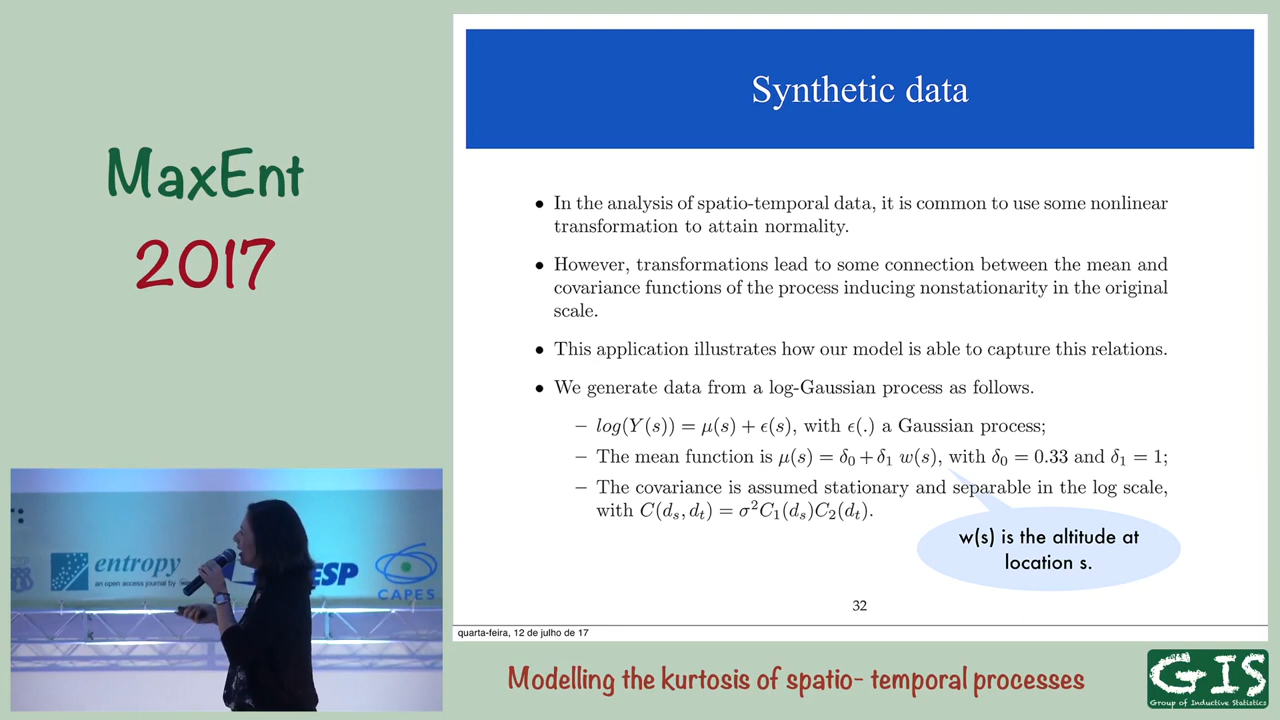 MaxEnt
2017
Synthetic data
• In the analysis of spatio-temporal data, it is common to use some nonlinear
transformation to attain normality.
• However, transformations lead to some connection between the mean and
covariance functions of the process inducing nonstationarity in the original
scale.
• This application illustrates how our model is able to capture this relations.
• We generate data from a log-Gaussian process as follows.
– log(Y(s)) = μ(s) + ϵ(s), with ϵ(.) a Gaussian process;
– The mean function is μ(s) = δ₀ + δ₁ w(s), with δ₀ = 0.33 and δ₁ = 1;
– The covariance is assumed stationary and separable in the log scale,
with C(dₛ, dₜ) = σ²C₁(dₛ)C₂(dₜ).
w(s) is the altitude at
location s.
32
quarta-feira, 12 de julho de 17
entropy
an open access journal by
ESP
CAPES
Modelling the kurtosis of spatio- temporal processes
GIS
Group of Inductive Statistics